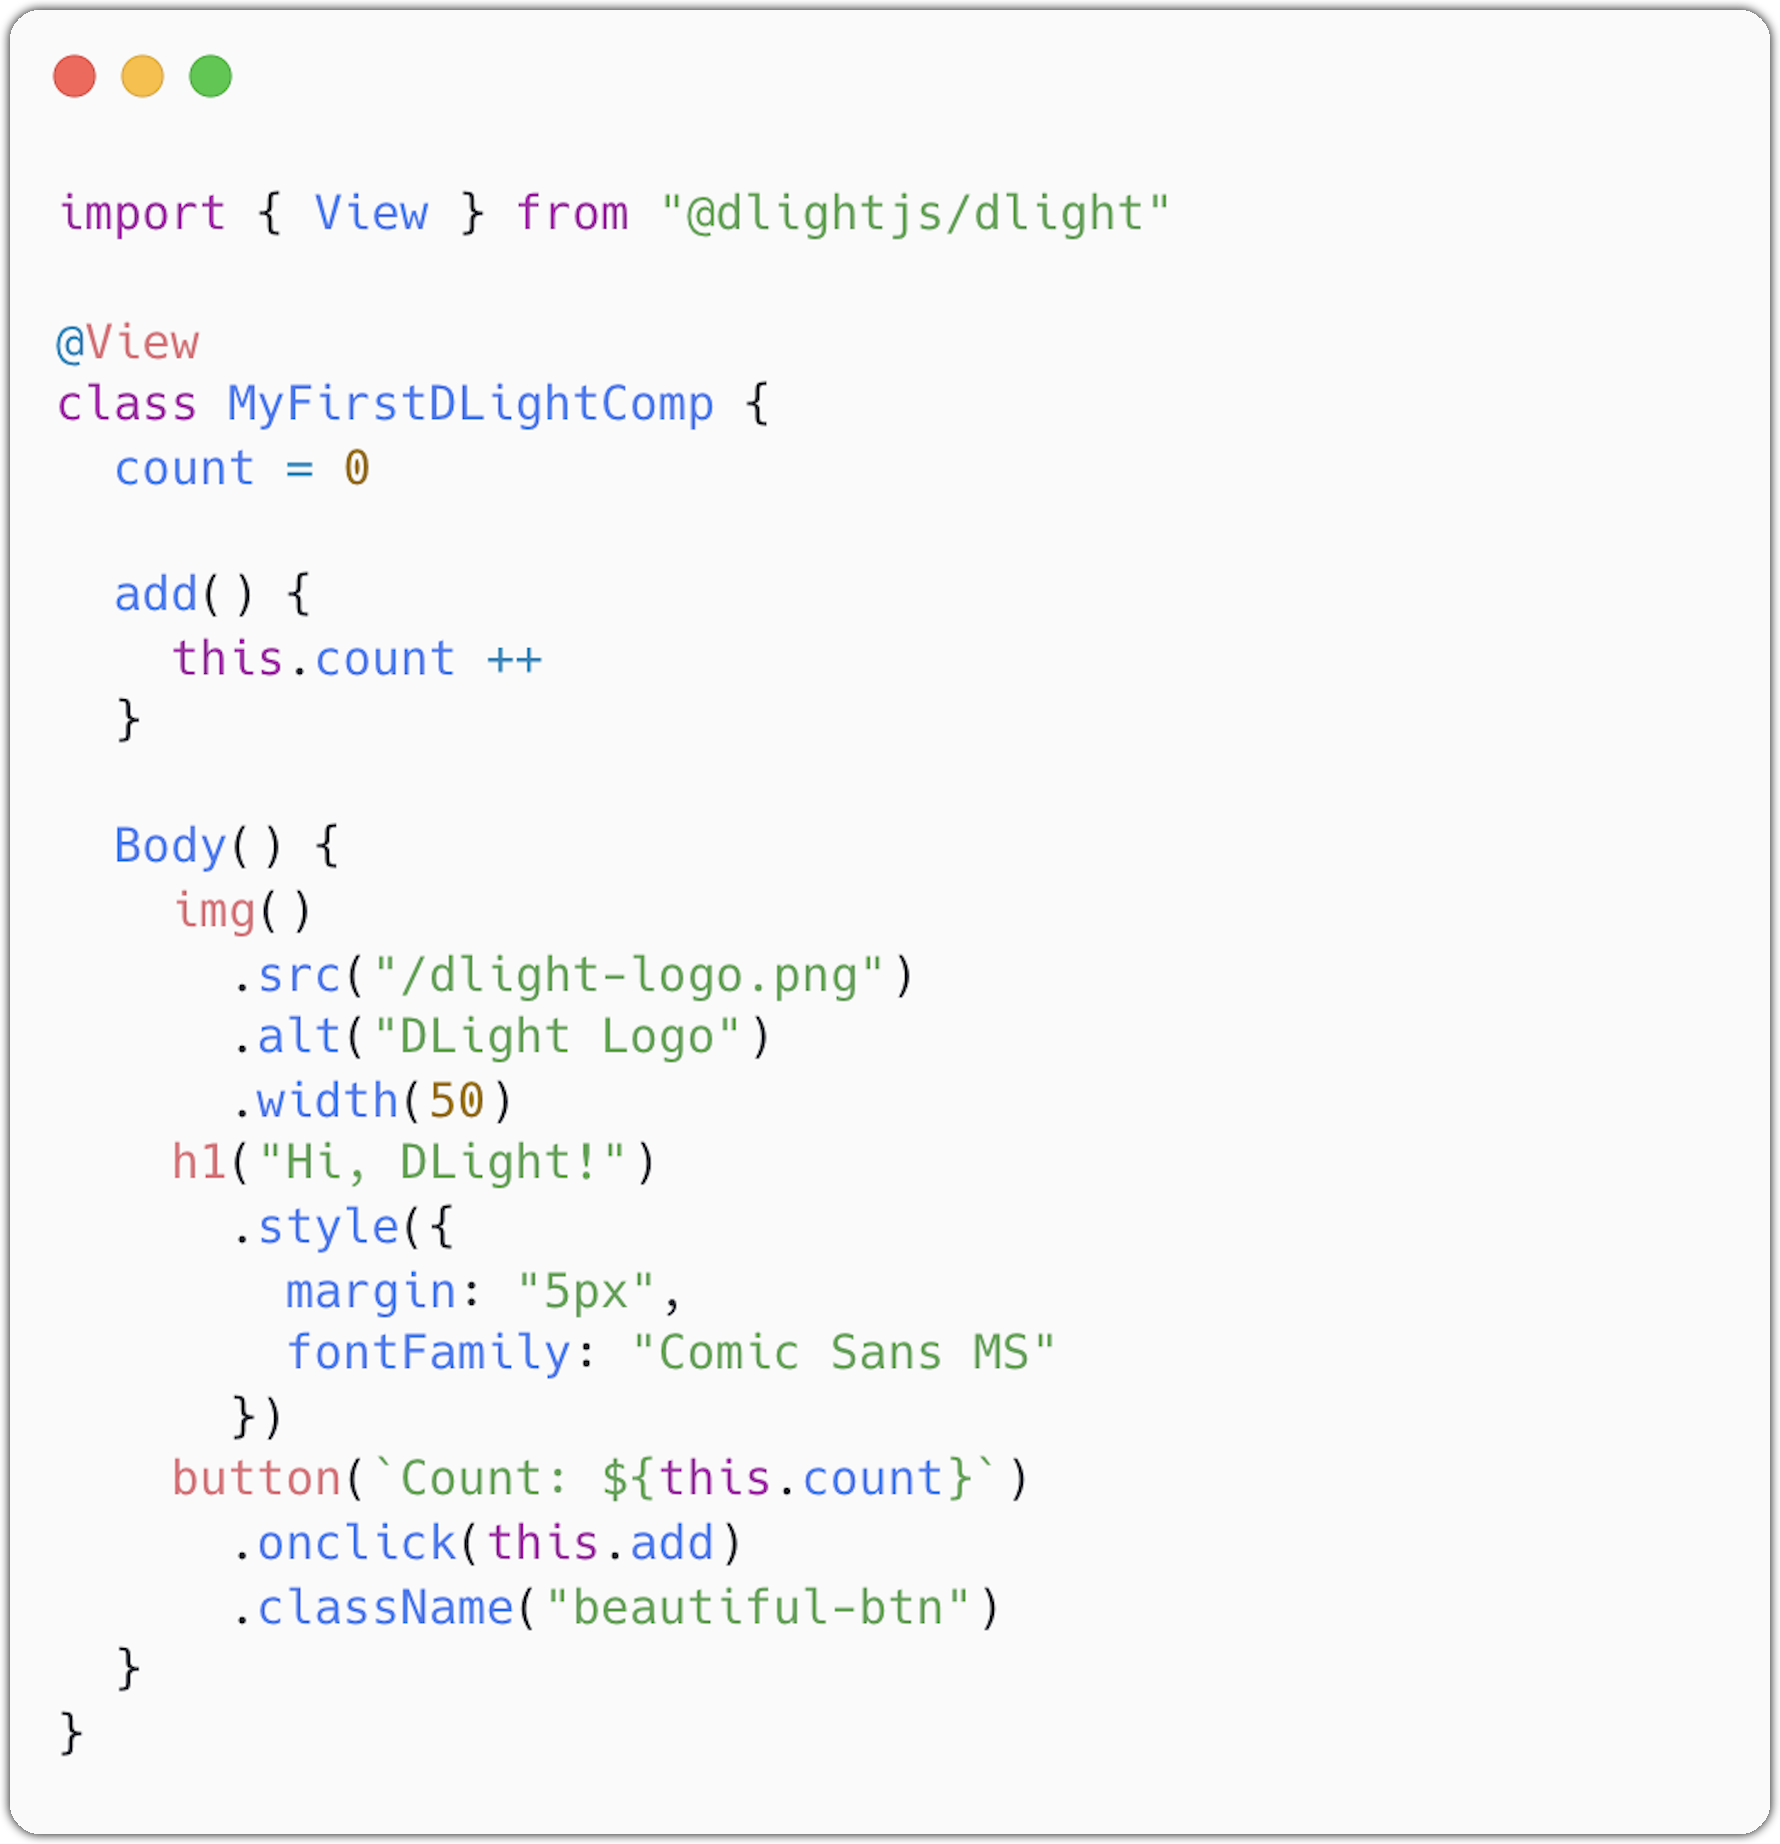 import { View } from "@dlightjs/dlight"

@View
class MyFirstDLightComp {
  count = 0

  add() {
    this.count ++
  }

  Body() {
    img()
      .src("/dlight-logo.png")
      .alt("DLight Logo")
      .width(50)
    h1("Hi, DLight!")
      .style({
        margin: "5px",
        fontFamily: "Comic Sans MS"
      })
    button(`Count: ${this.count}`)
      .onclick(this.add)
      .className("beautiful-btn")
  }
}